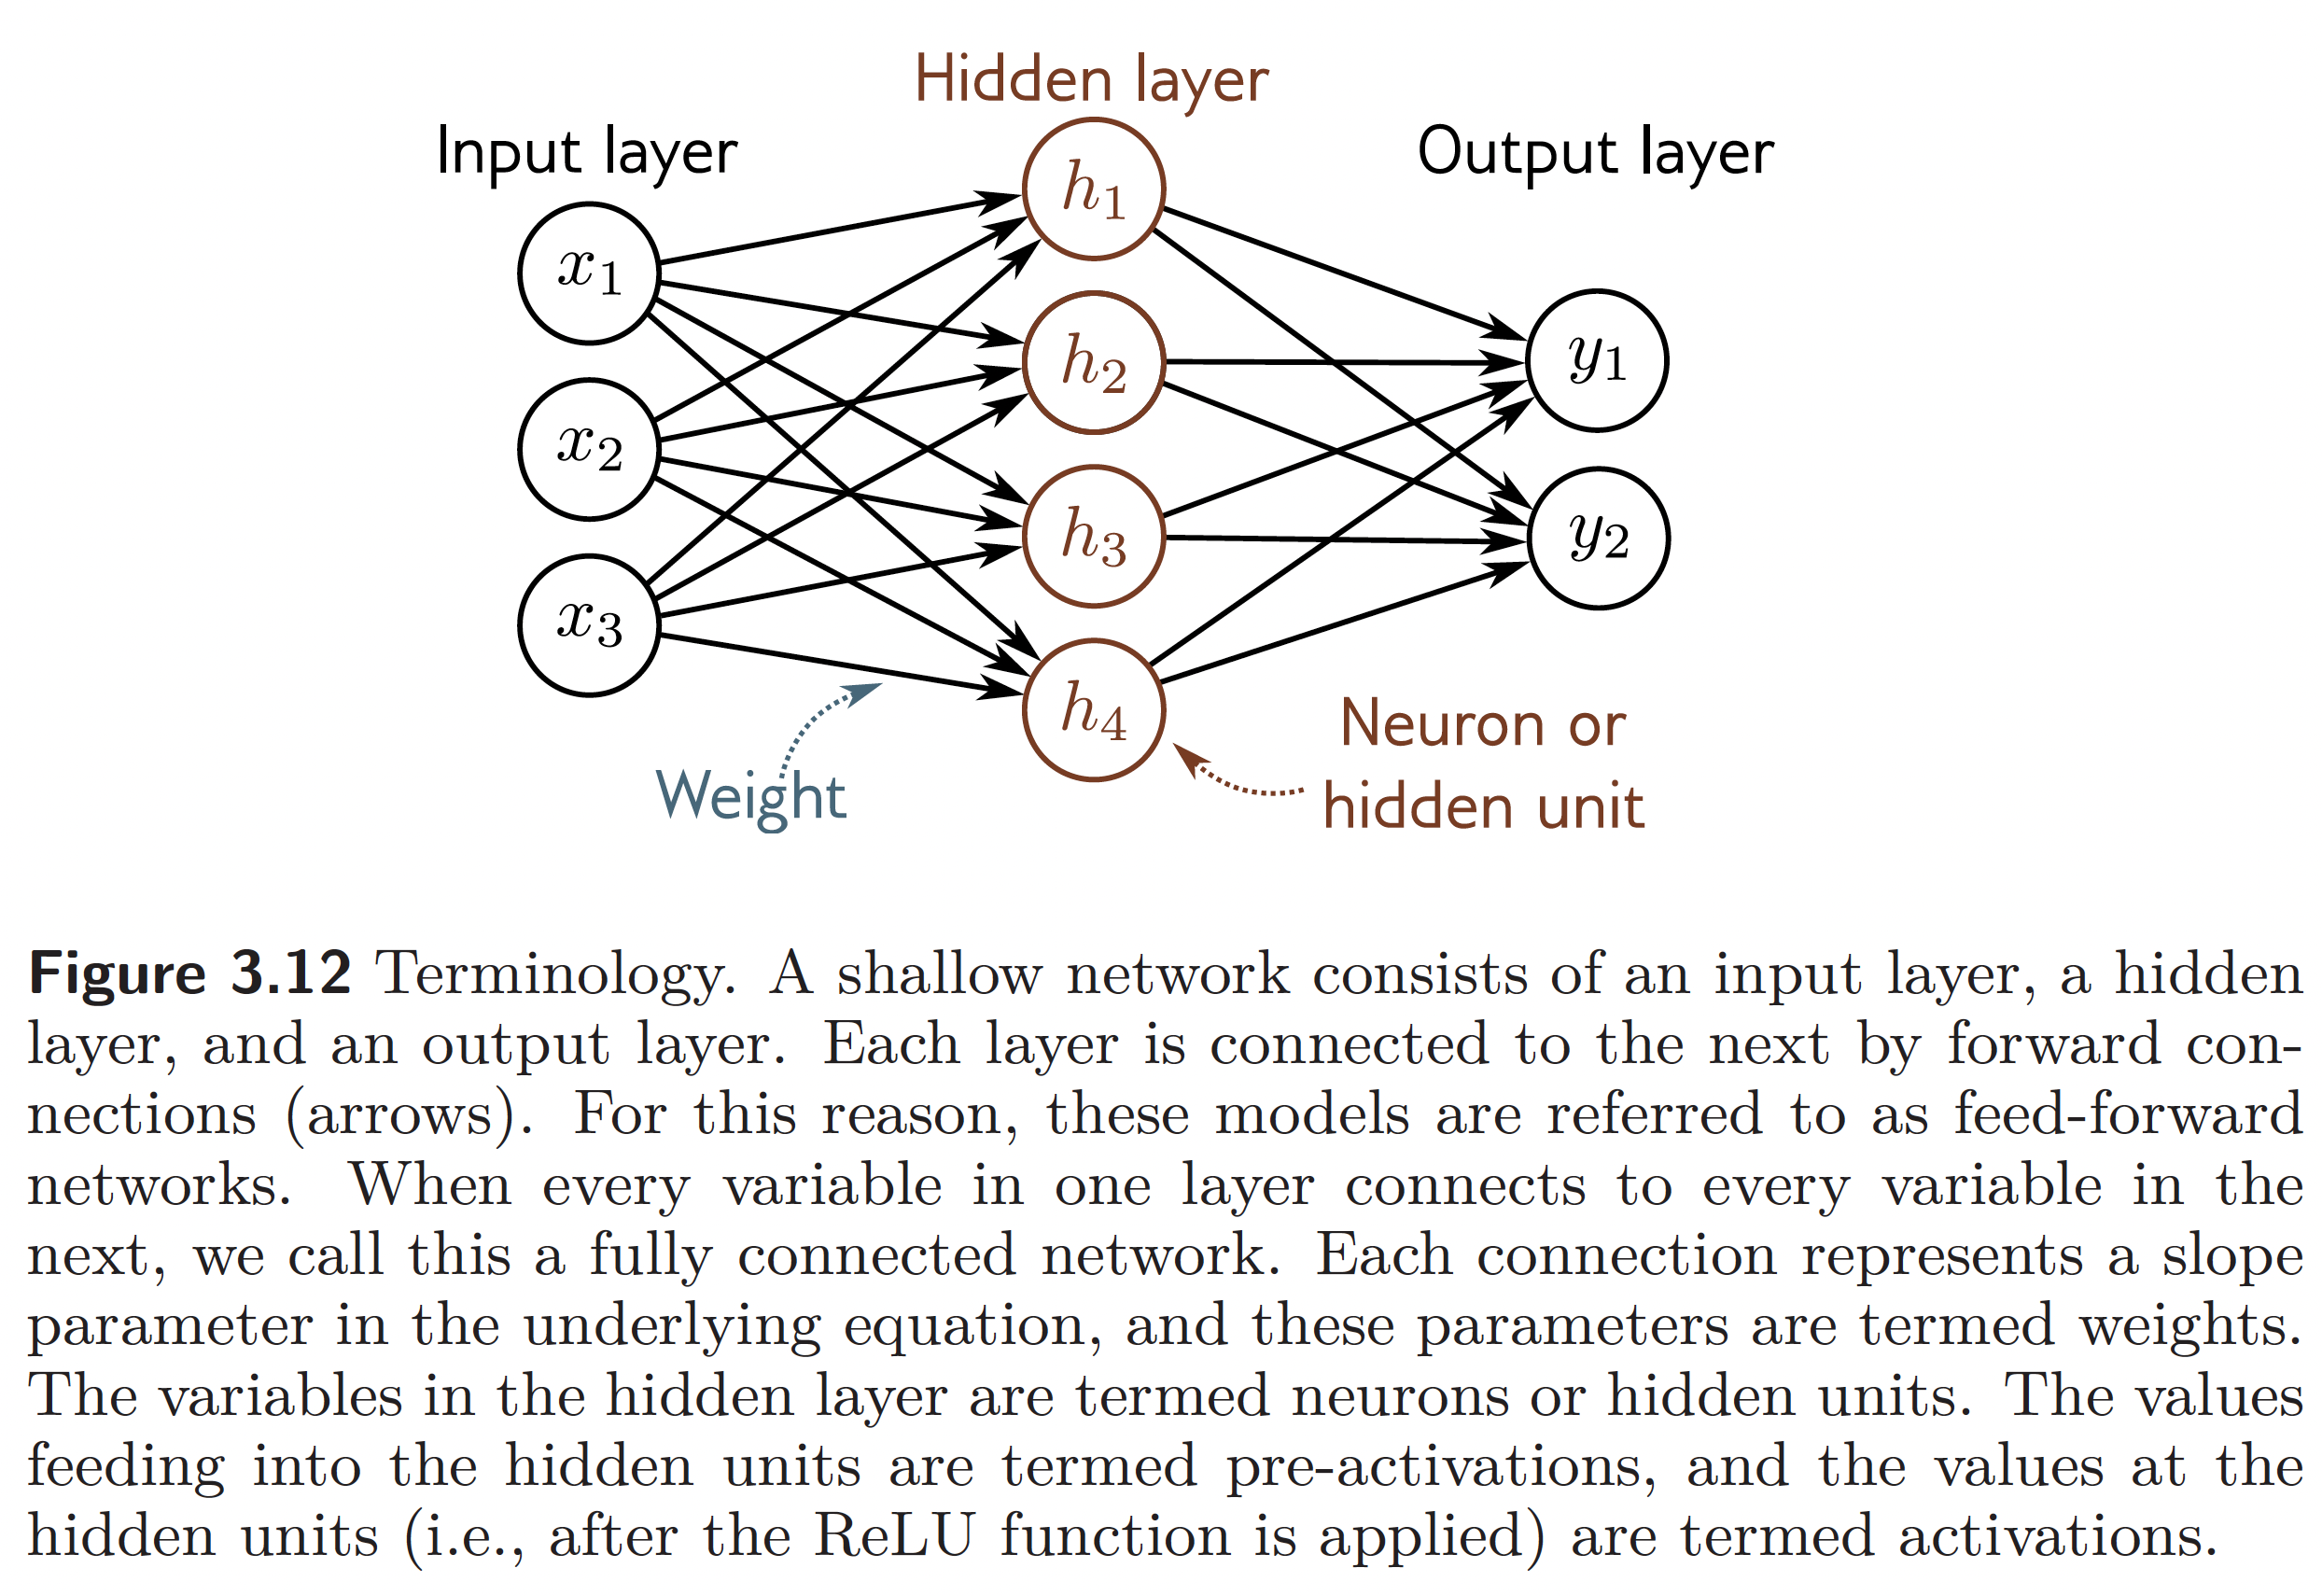 Hidden layer
Input layer
Output layer
x₁
x₂
x₃
h₁
h₂
h₃
h₄
y₁
y₂
Weight
Neuron or
hidden unit
Figure 3.12 Terminology. A shallow network consists of an input layer, a hidden
layer, and an output layer. Each layer is connected to the next by forward con-
nections (arrows). For this reason, these models are referred to as feed-forward
networks. When every variable in one layer connects to every variable in the
next, we call this a fully connected network. Each connection represents a slope
parameter in the underlying equation, and these parameters are termed weights.
The variables in the hidden layer are termed neurons or hidden units. The values
feeding into the hidden units are termed pre-activations, and the values at the
hidden units (i.e., after the ReLU function is applied) are termed activations.